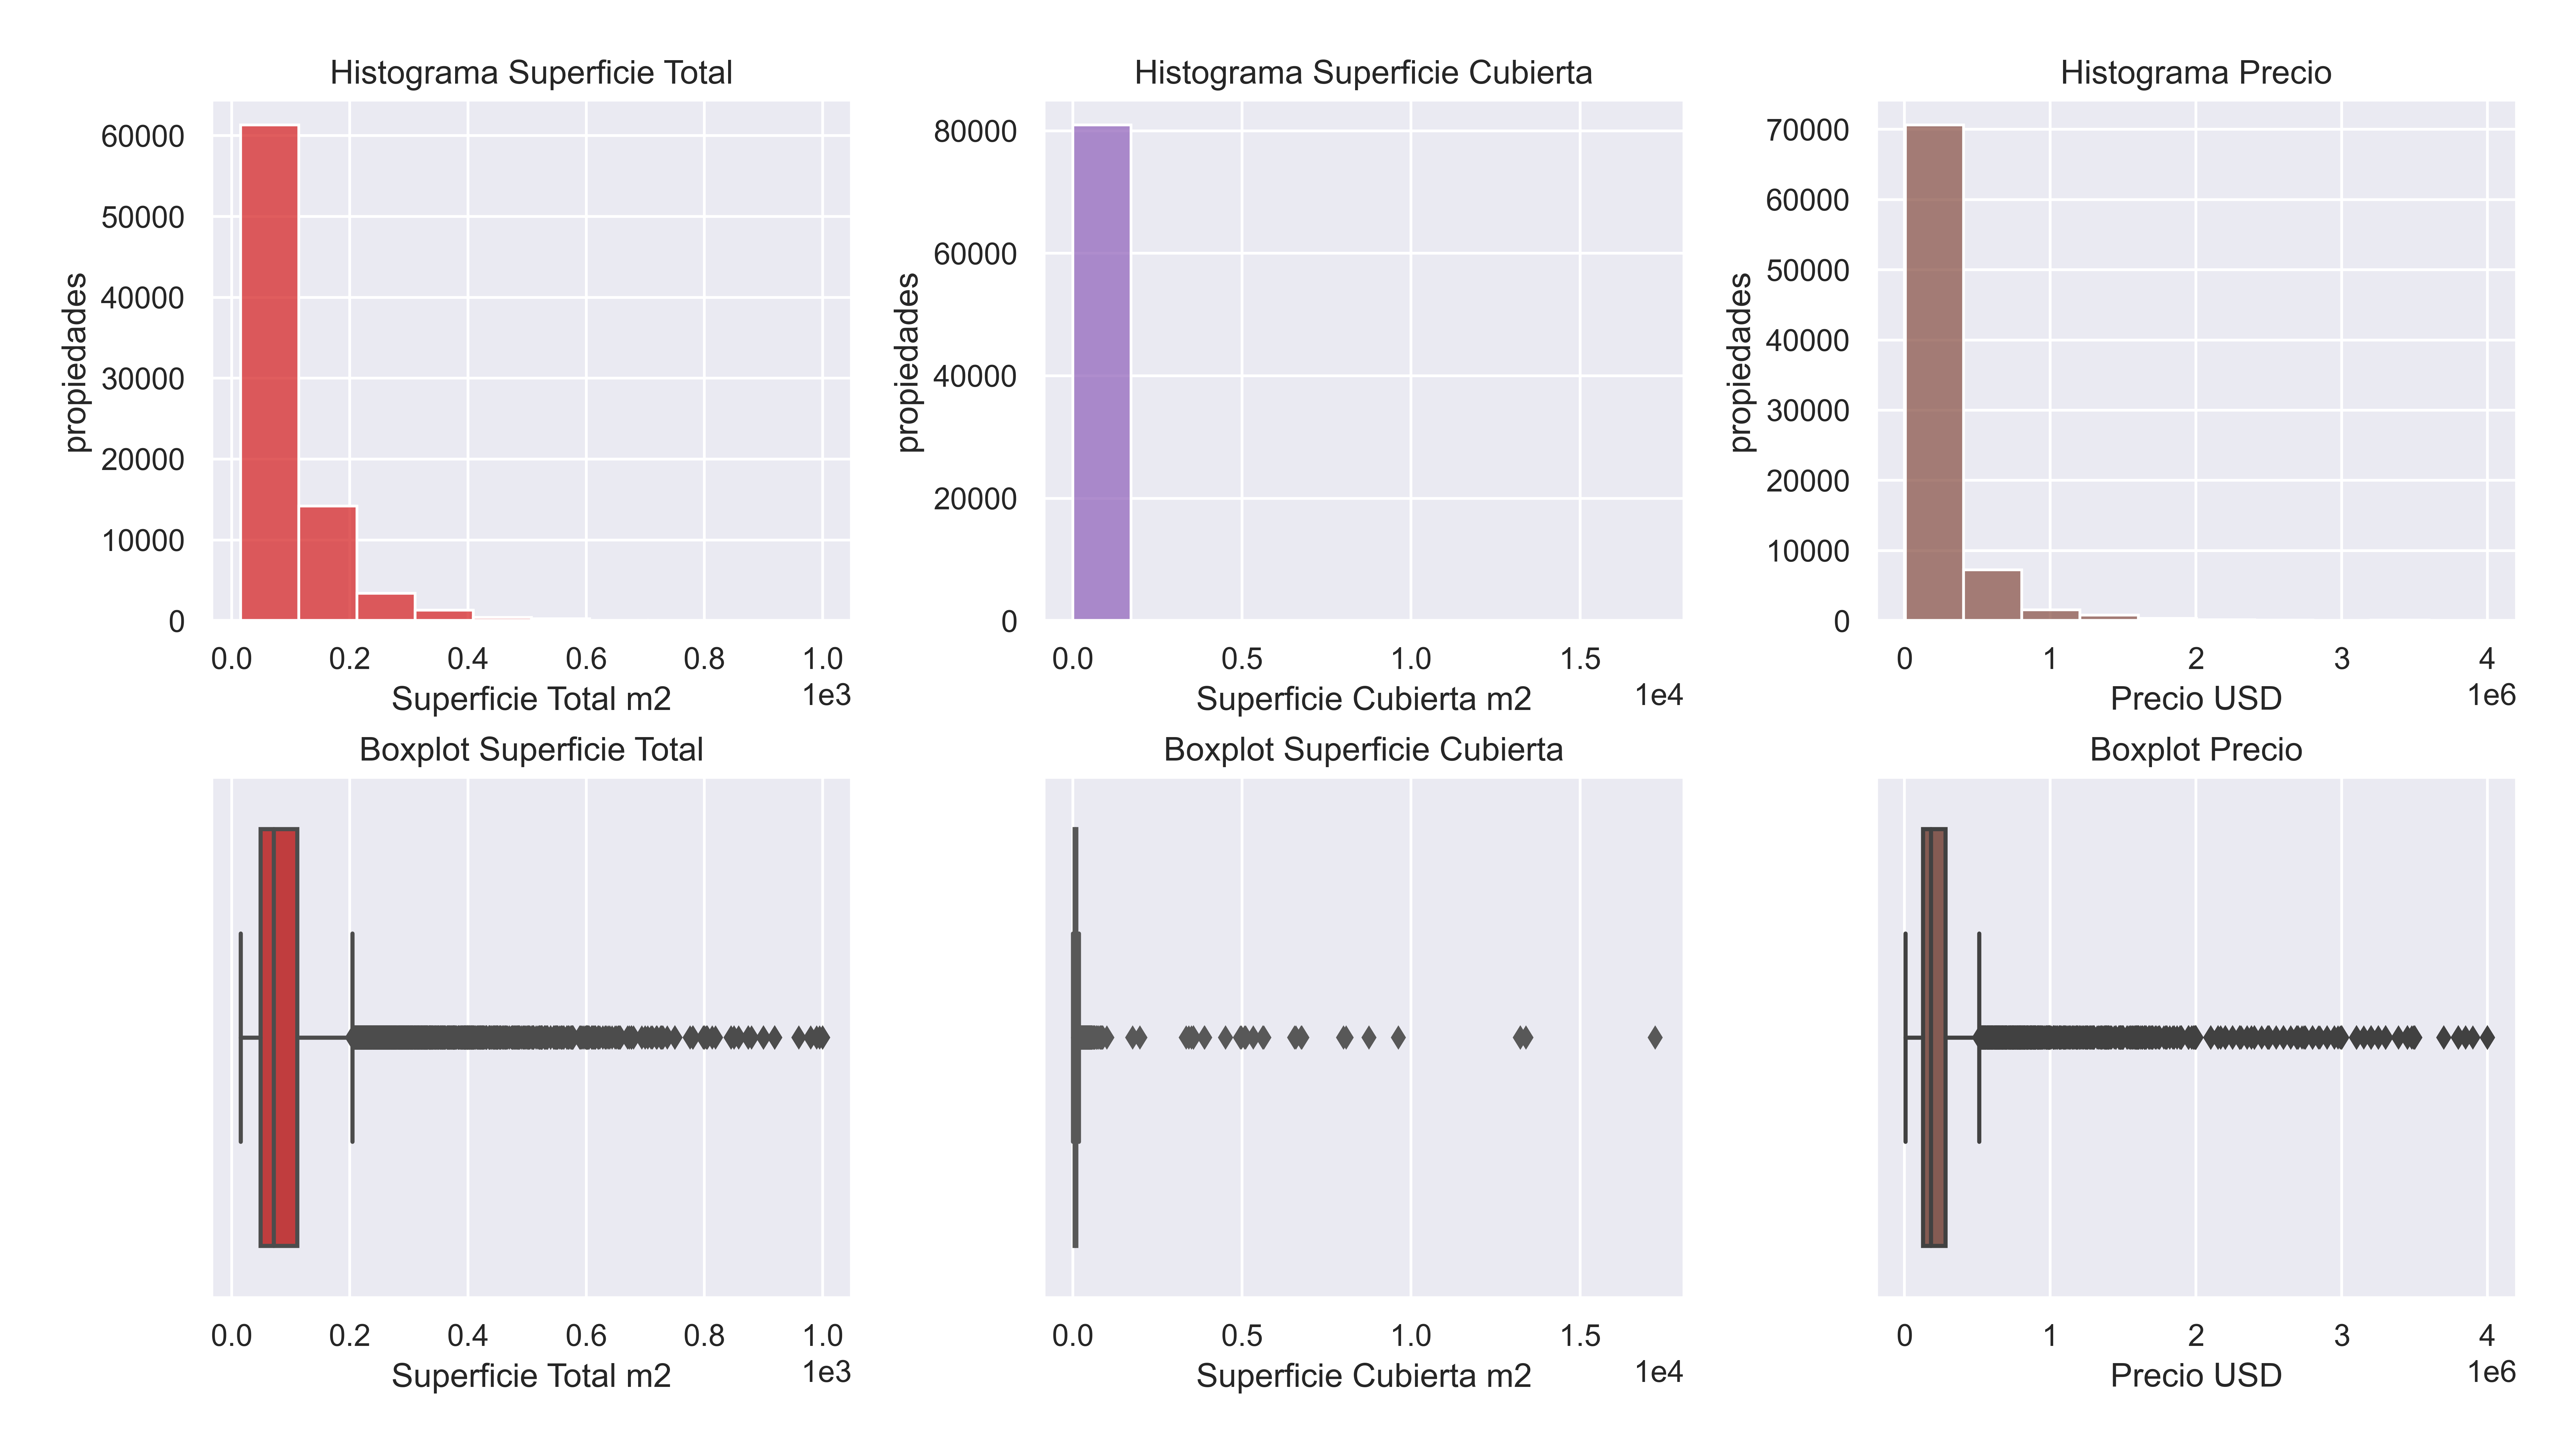 Histograma Superficie Total
60000
50000
40000
30000
20000
10000
0
propiedades
0.0 0.2 0.4 0.6 0.8 1.0
1e3
Superficie Total m2
Histograma Superficie Cubierta
80000
60000
40000
20000
0
propiedades
0.0 0.5 1.0 1.5
1e4
Superficie Cubierta m2
Histograma Precio
70000
60000
50000
40000
30000
20000
10000
0
propiedades
0 1 2 3 4
1e6
Precio USD
Boxplot Superficie Total
0.0 0.2 0.4 0.6 0.8 1.0
1e3
Superficie Total m2
Boxplot Superficie Cubierta
0.0 0.5 1.0 1.5
1e4
Superficie Cubierta m2
Boxplot Precio
0 1 2 3 4
1e6
Precio USD